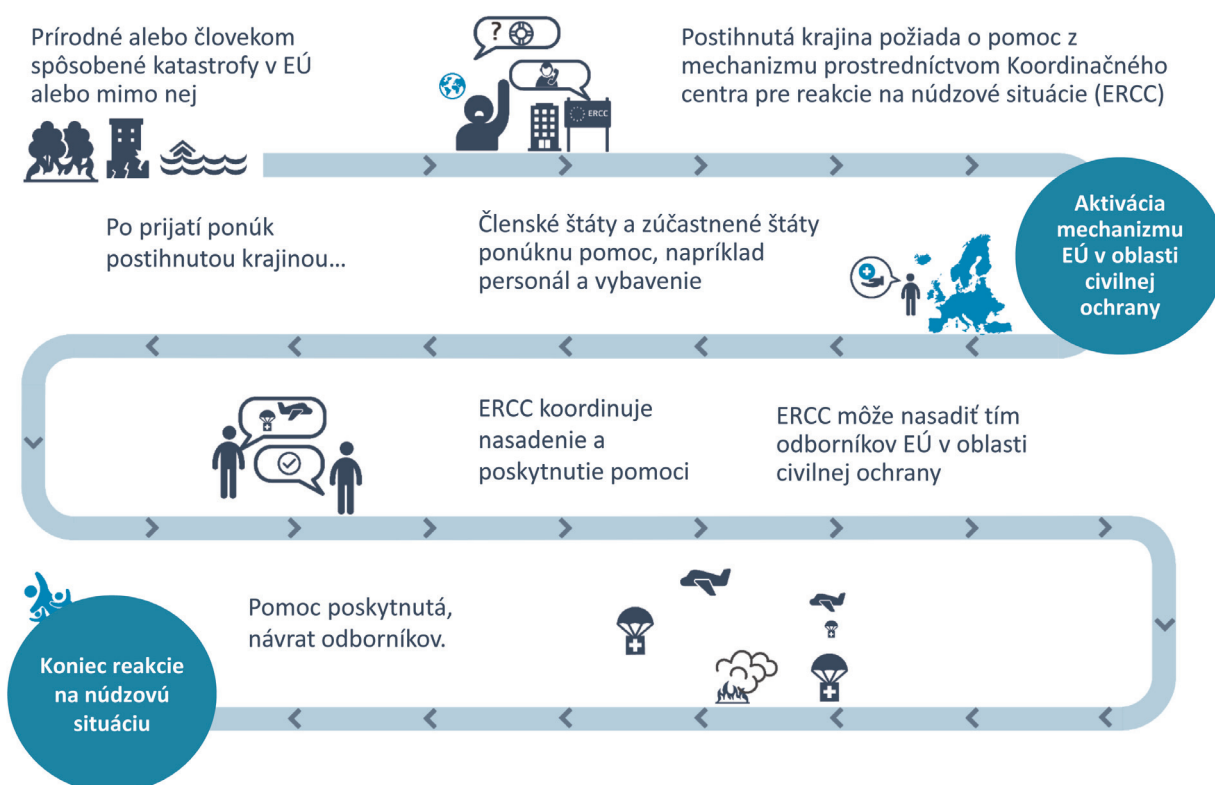 Prírodné alebo človekom
spôsobené katastrofy v EÚ
alebo mimo nej
?
ERCC
Postihnutá krajina požiada o pomoc z
mechanizmu prostredníctvom Koordinačného
centra pre reakcie na núdzové situácie (ERCC)
Aktivácia
mechanizmu
EÚ v oblasti
civilnej
ochrany
Členské štáty a zúčastnené štáty
ponúknu pomoc, napríklad
personál a vybavenie
Po prijatí ponúk
postihnutou krajinou...
ERCC koordinuje
nasadenie a
poskytnutie pomoci
ERCC môže nasadiť tím
odborníkov EÚ v oblasti
civilnej ochrany
Pomoc poskytnutá,
návrat odborníkov.
Koniec reakcie
na núdzovú
situáciu